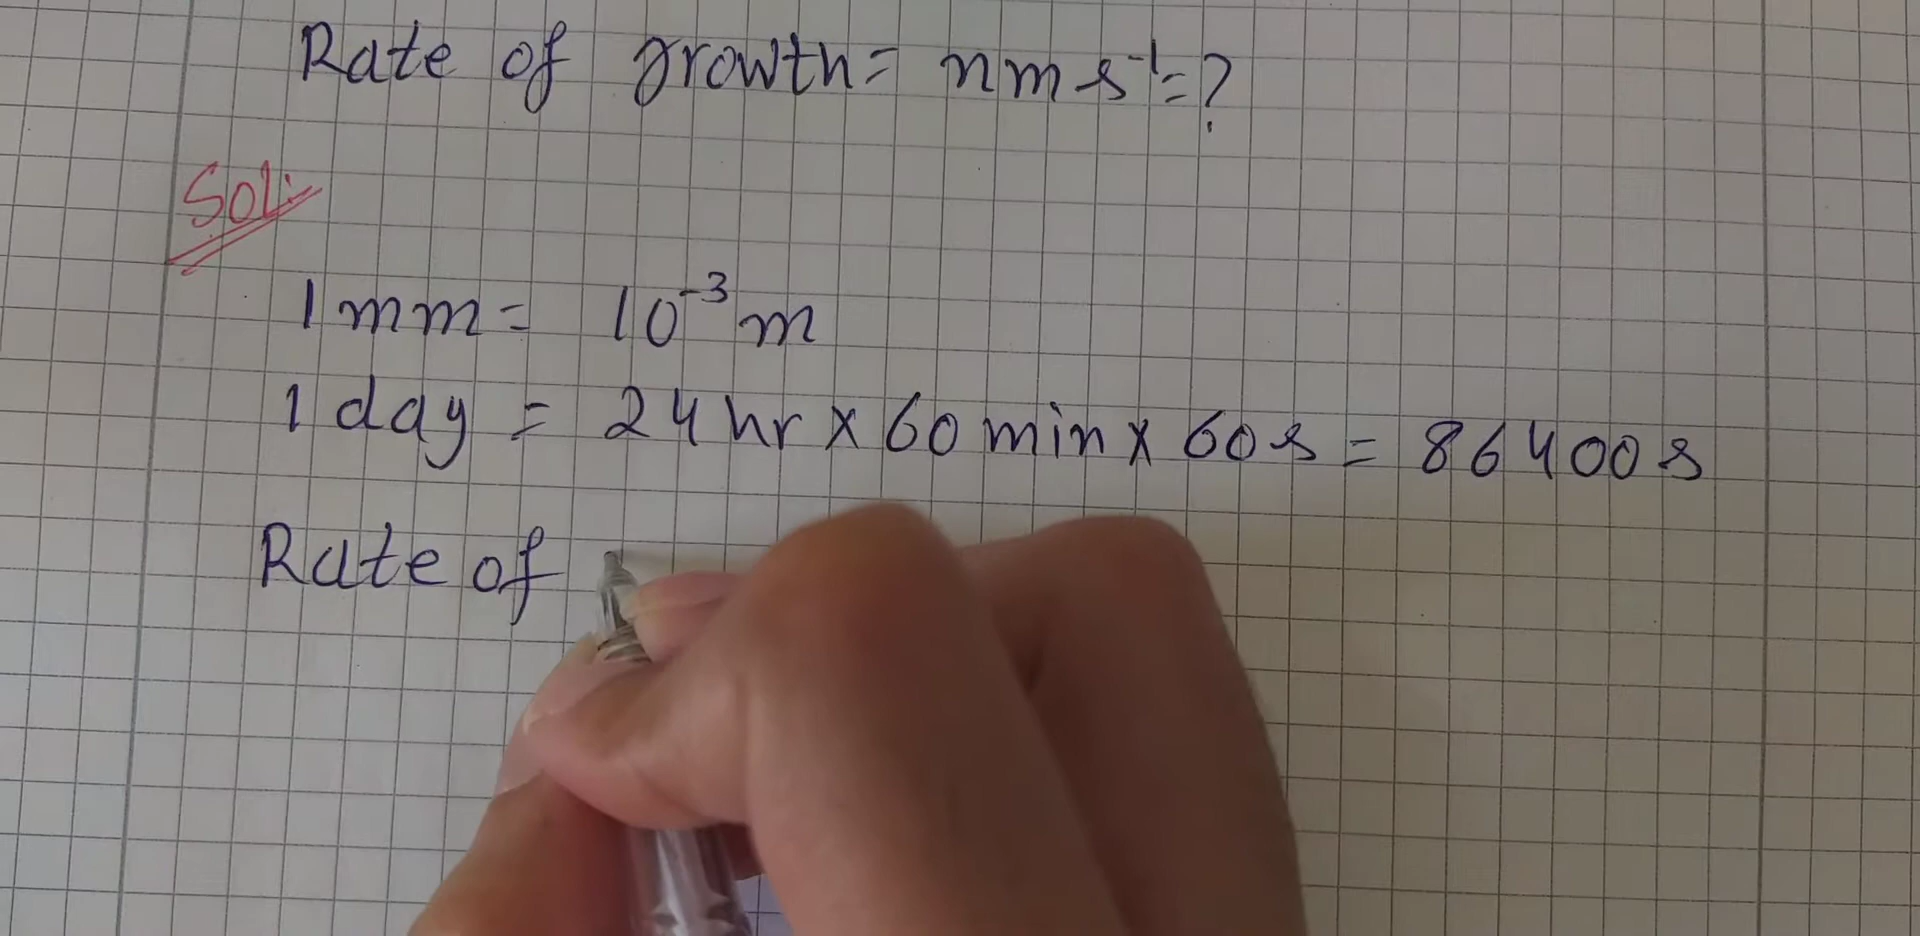 Rate of growth = nm s⁻¹ = ?
Sol:
1 mm = 10⁻³ m
1 day = 24 hr × 60 min × 60 s = 86400 s
Rate of